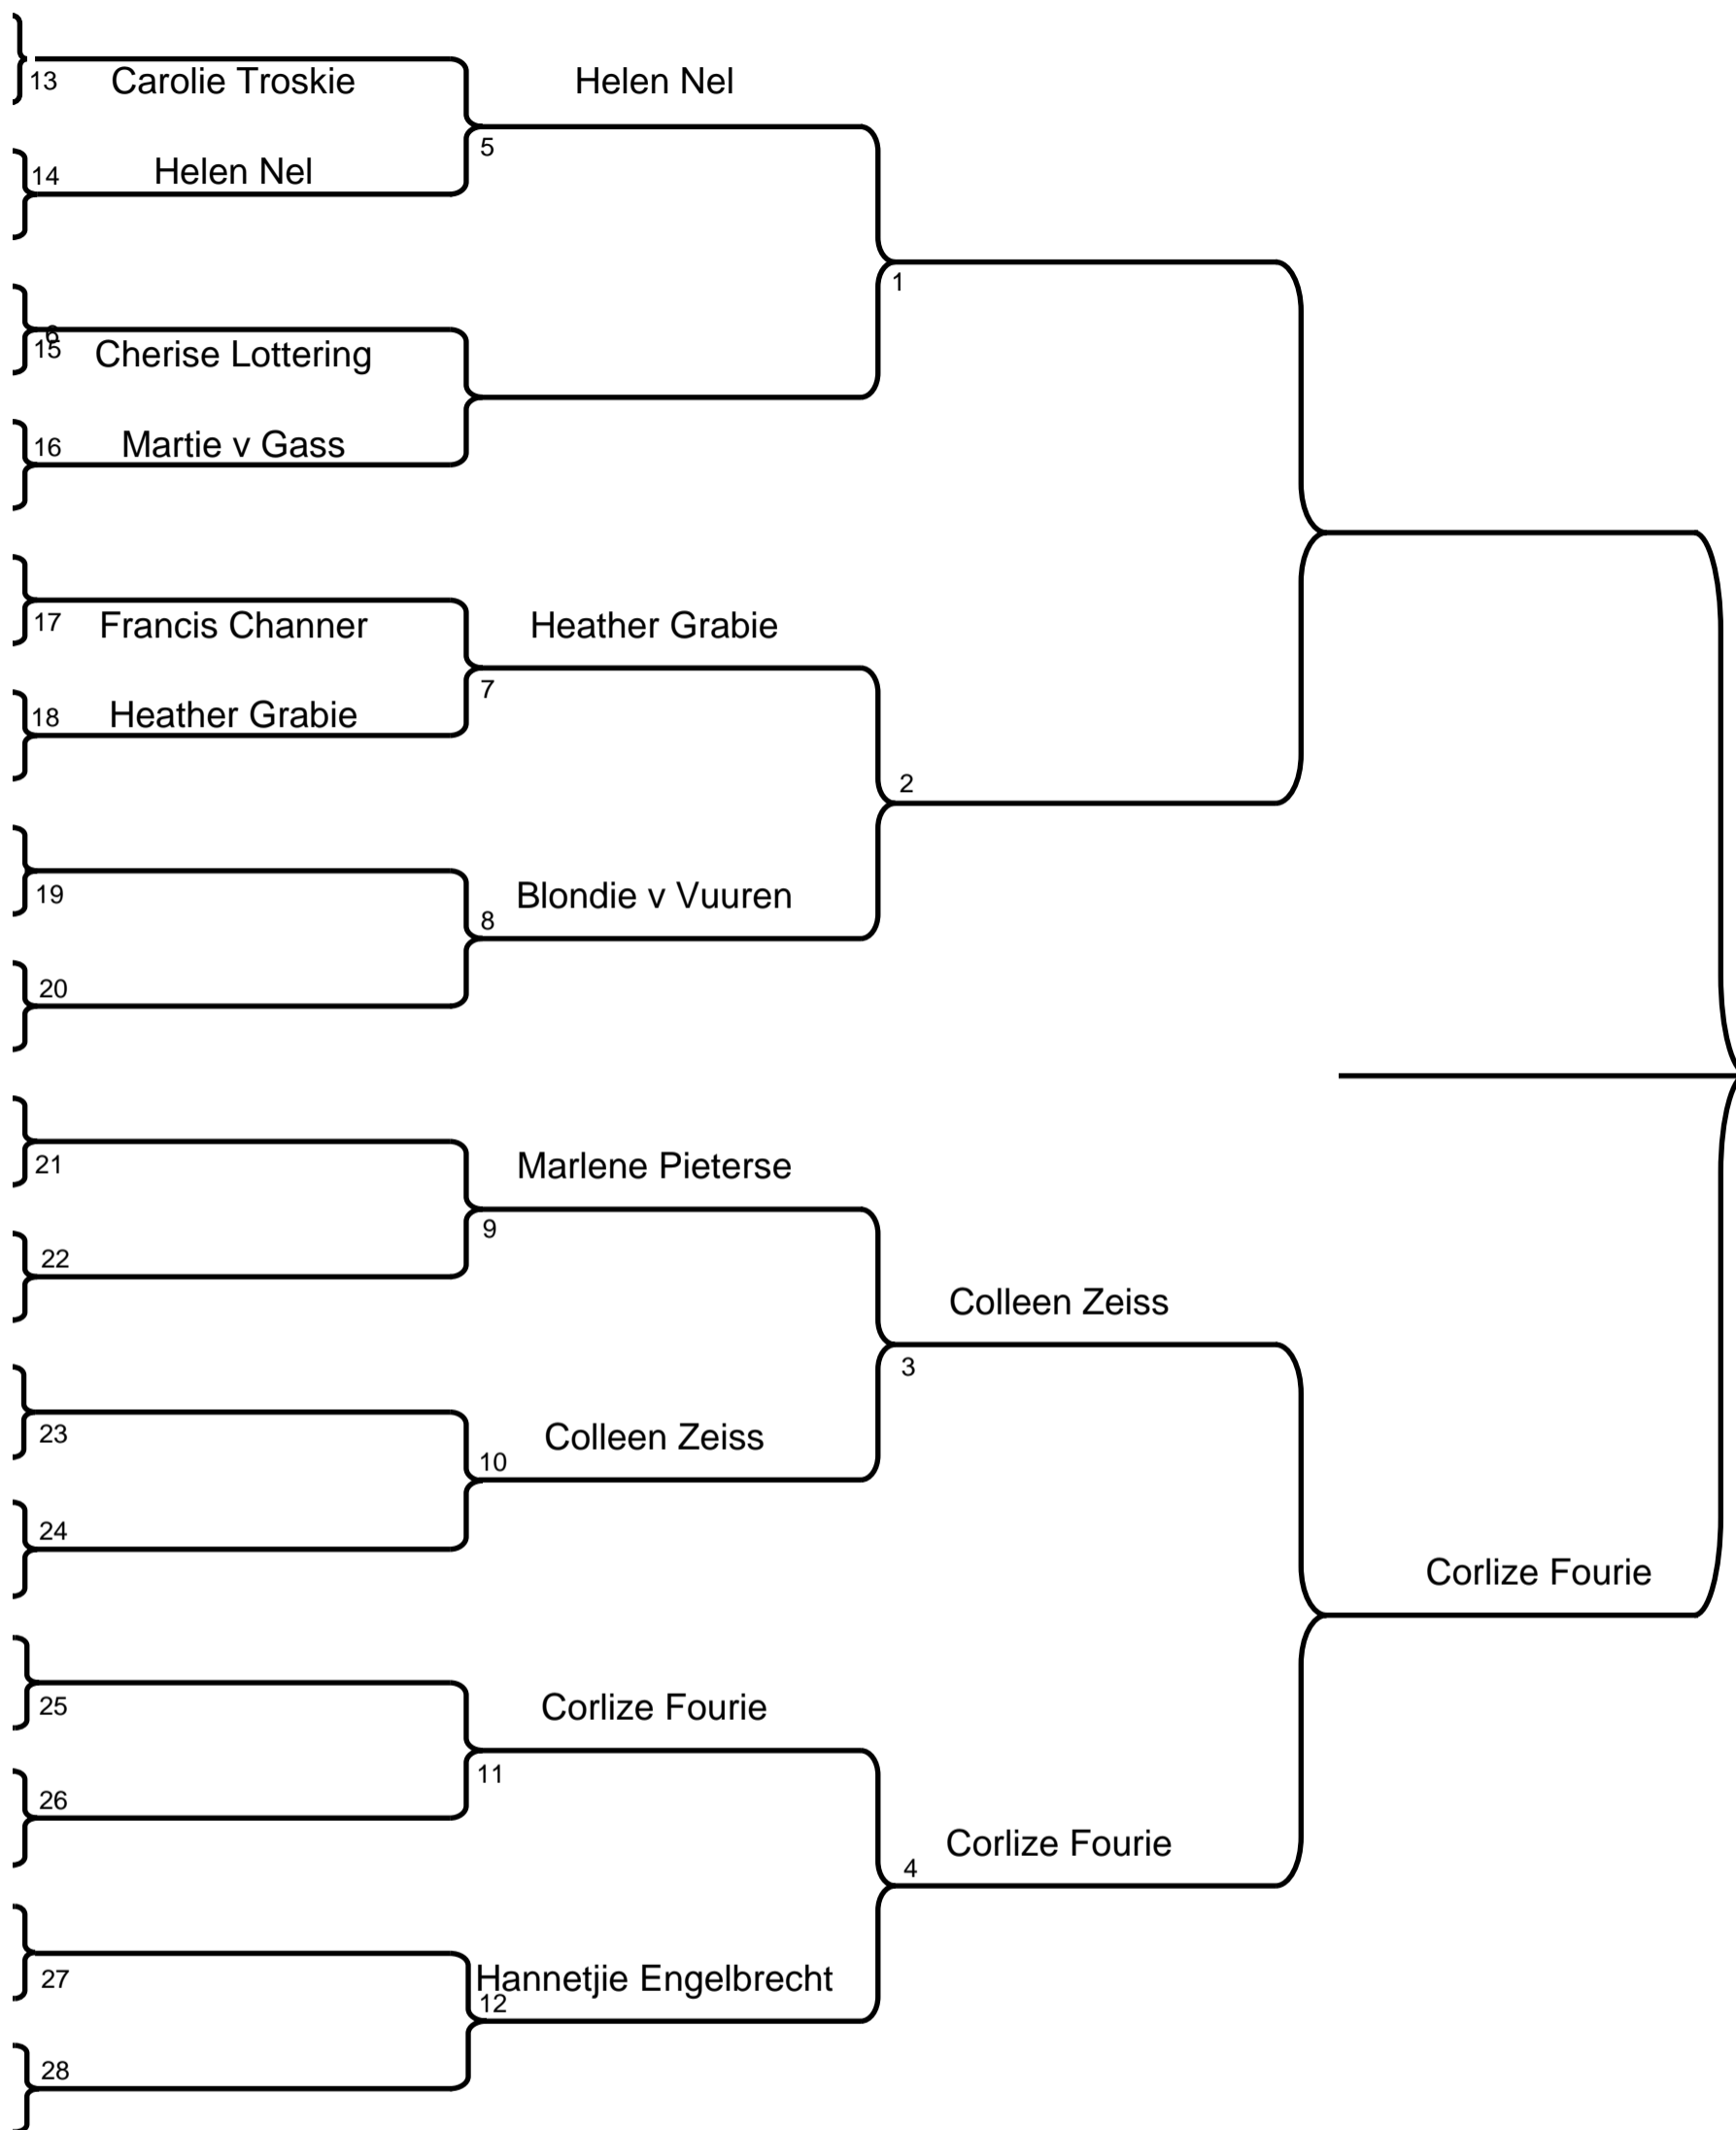 13 Carolie Troskie
Helen Nel
5
14 Helen Nel
1
6
15 Cherise Lottering
16 Martie v Gass
17 Francis Channer
Heather Grabie
7
18 Heather Grabie
2
19
Blondie v Vuuren
8
20
21
Marlene Pieterse
9
22
Colleen Zeiss
3
23
Colleen Zeiss
10
24
Corlize Fourie
25
Corlize Fourie
11
26
Corlize Fourie
4
27
Hannetjie Engelbrecht
12
28